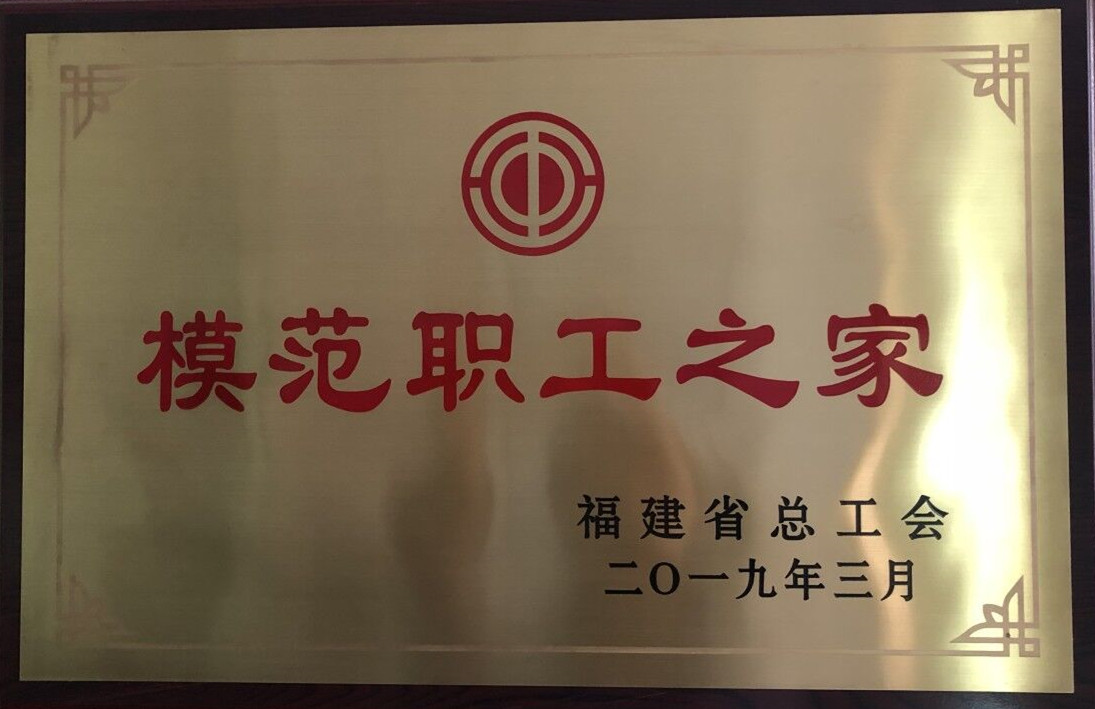 模范职工之家
福建省总工会
二〇一九年三月